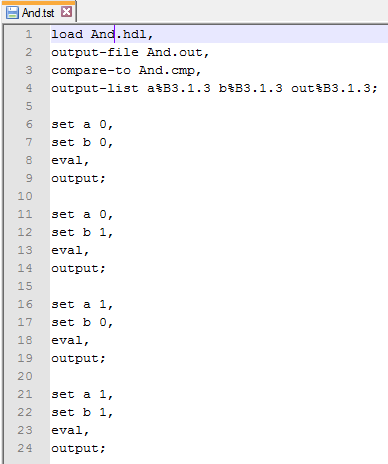 And.tst
1 load And.hdl,
2 output-file And.out,
3 compare-to And.cmp,
4 output-list a%B3.1.3 b%B3.1.3 out%B3.1.3;
5
6 set a 0,
7 set b 0,
8 eval,
9 output;
10
11 set a 0,
12 set b 1,
13 eval,
14 output;
15
16 set a 1,
17 set b 0,
18 eval,
19 output;
20
21 set a 1,
22 set b 1,
23 eval,
24 output;